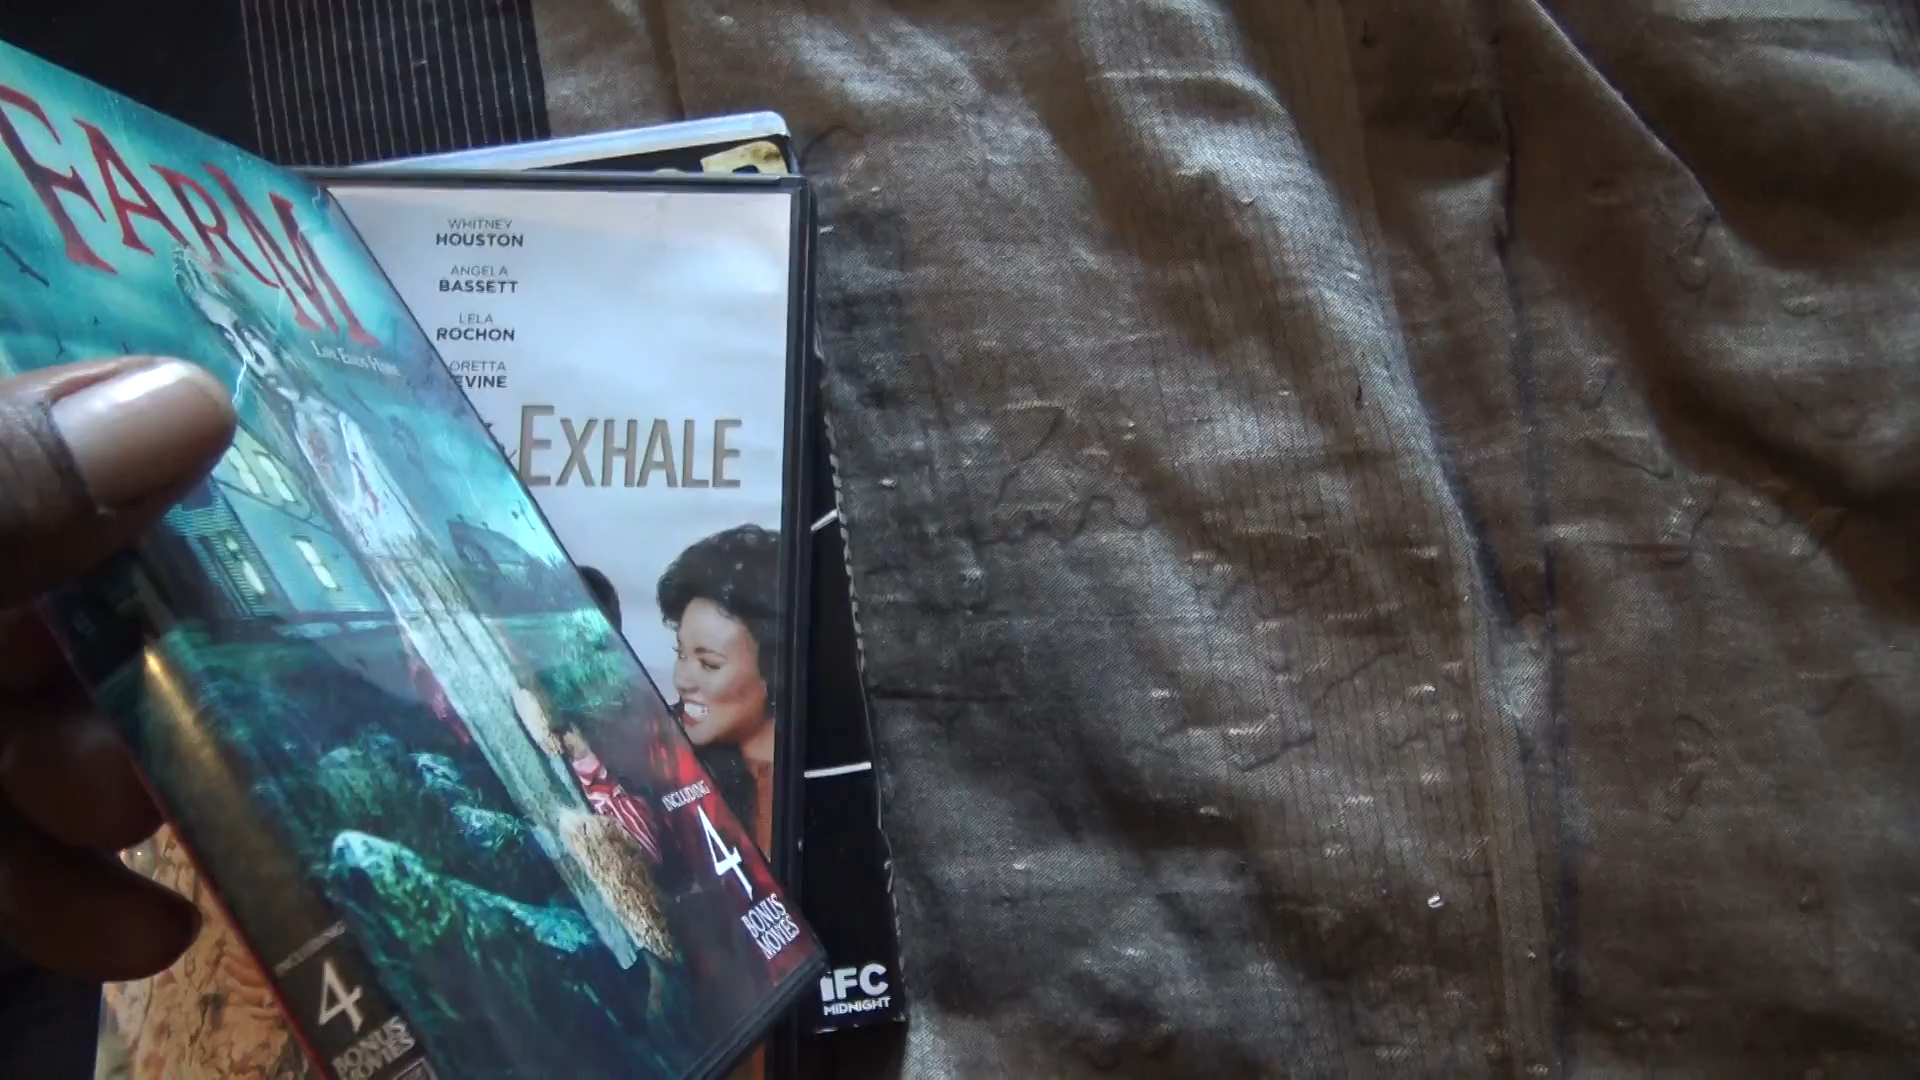 FARM
WHITNEY
HOUSTON
ANGELA
BASSETT
LELA
ROCHON
ORETTA
EVINE
EXHALE
INCLUDING
4
BONUS
MOVIES
INCLUDING
4
BONUS
MOVIES
IFC
MIDNIGHT